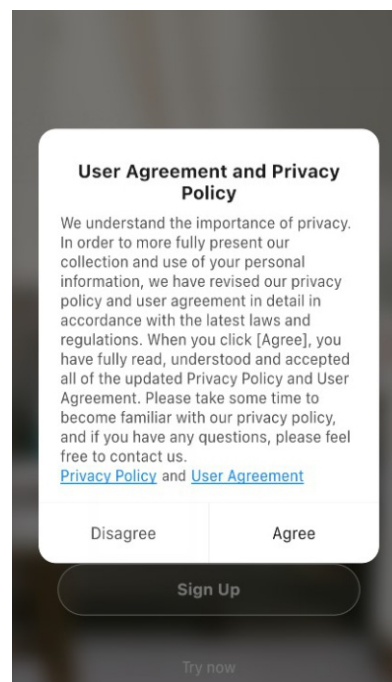 User Agreement and Privacy
Policy
We understand the importance of privacy.
In order to more fully present our
collection and use of your personal
information, we have revised our privacy
policy and user agreement in detail in
accordance with the latest laws and
regulations. When you click [Agree], you
have fully read, understood and accepted
all of the updated Privacy Policy and User
Agreement. Please take some time to
become familiar with our privacy policy,
and if you have any questions, please feel
free to contact us.
Privacy Policy and User Agreement
Disagree Agree
Sign Up
Try now